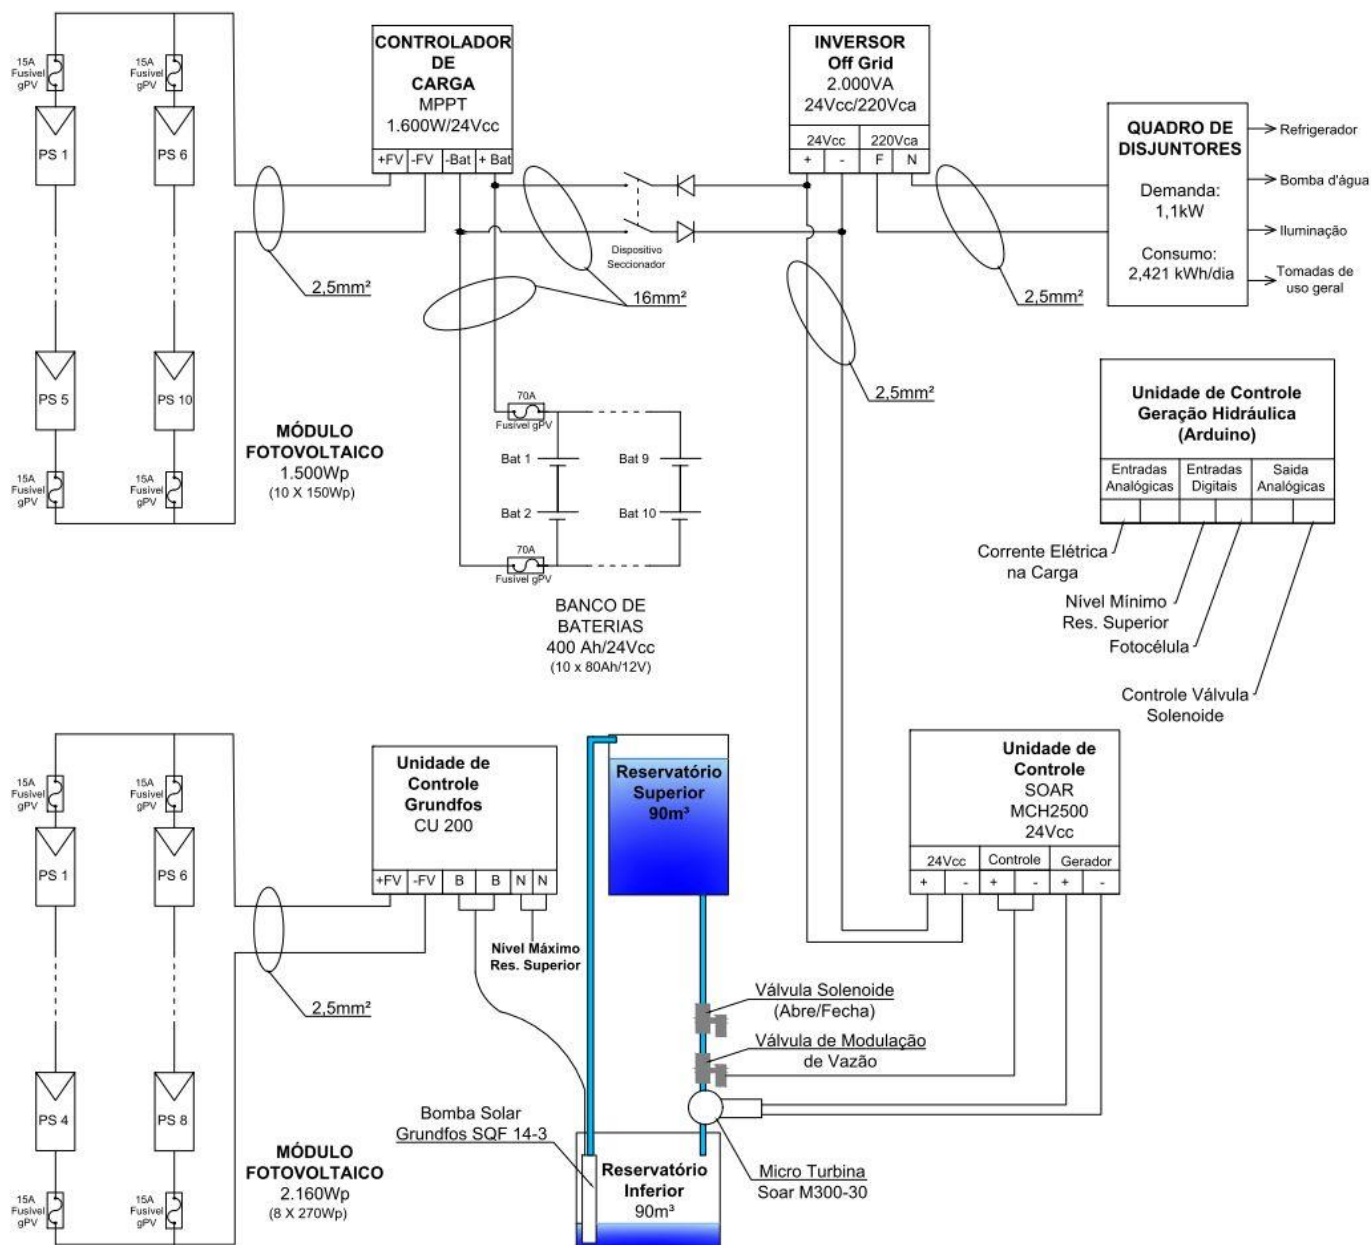 15A
Fusível
gPV
15A
Fusível
gPV
PS 1
PS 6
PS 5
PS 10
15A
Fusível
gPV
15A
Fusível
gPV
2,5mm²
MÓDULO
FOTOVOLTAICO
1.500Wp
(10 X 150Wp)
CONTROLADOR
DE
CARGA
MPPT
1.600W/24Vcc
+FV -FV -Bat + Bat
Dispositivo
Seccionador
16mm²
70A
Fusível gPV
Bat 1
Bat 9
Bat 2
Bat 10
70A
Fusível gPV
BANCO DE
BATERIAS
400 Ah/24Vcc
(10 x 80Ah/12V)
INVERSOR
Off Grid
2.000VA
24Vcc/220Vca
24Vcc 220Vca
+ - F N
2,5mm²
2,5mm²
QUADRO DE
DISJUNTORES
Demanda:
1,1kW
Consumo:
2,421 kWh/dia
Refrigerador
Bomba d'água
Iluminação
Tomadas de
uso geral
Unidade de Controle
Geração Hidráulica
(Arduino)
Entradas
Analógicas
Entradas
Digitais
Saida
Analógicas
Corrente Elétrica
na Carga
Nível Mínimo
Res. Superior
Fotocélula
Controle Válvula
Solenoide
15A
Fusível
gPV
15A
Fusível
gPV
PS 1
PS 6
PS 4
PS 8
15A
Fusível
gPV
15A
Fusível
gPV
2,5mm²
MÓDULO
FOTOVOLTAICO
2.160Wp
(8 X 270Wp)
Unidade de
Controle
Grundfos
CU 200
+FV -FV B B N N
Nível Máximo
Res. Superior
Reservatório
Superior
90m³
Válvula Solenoide
(Abre/Fecha)
Válvula de Modulação
de Vazão
Bomba Solar
Grundfos SQF 14-3
Reservatório
Inferior
90m³
Micro Turbina
Soar M300-30
Unidade de
Controle
SOAR
MCH2500
24Vcc
24Vcc Controle Gerador
+ - + - + -